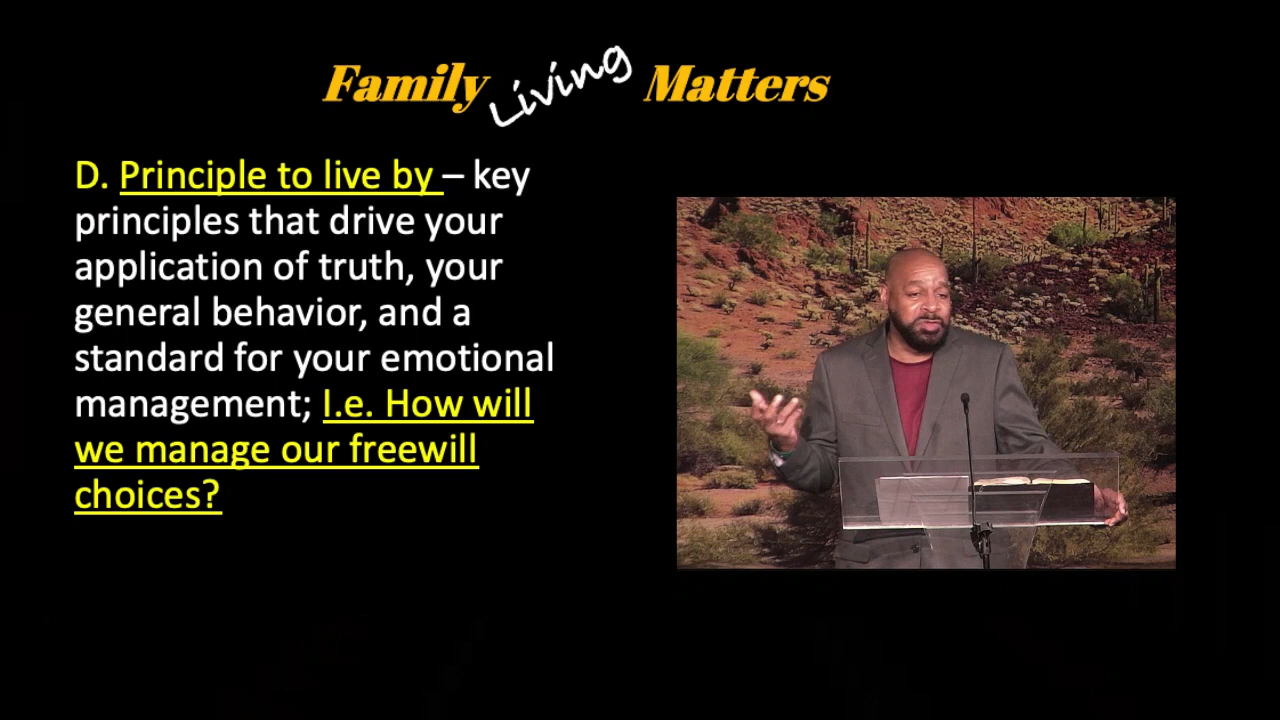 Family Living Matters
D. Principle to live by – key
principles that drive your
application of truth, your
general behavior, and a
standard for your emotional
management; I.e. How will
we manage our freewill
choices?